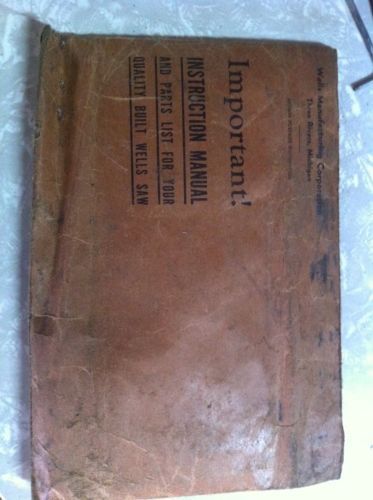 Wells Manufacturing Corporation
Three Rivers, Michigan
Important!
INSTRUCTION MANUAL
AND PARTS LIST FOR YOUR
QUALITY BUILT WELLS SAW